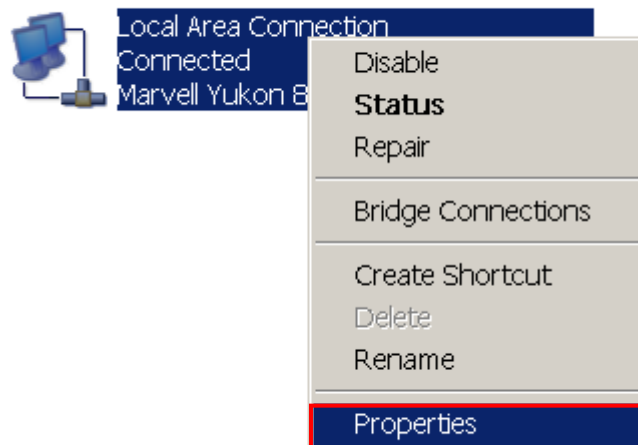 Local Area Connection
Connected
Marvell Yukon 8
Disable
Status
Repair
Bridge Connections
Create Shortcut
Delete
Rename
Properties